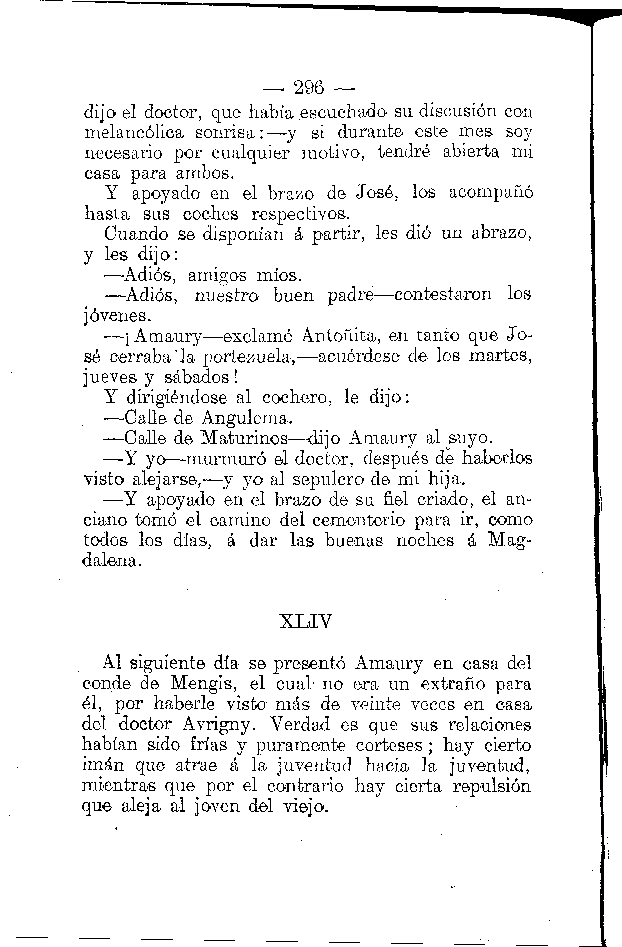 — 296 —
dijo el doctor, que había escuchado su discusión con
melancólica sonrisa:—y si durante este mes soy
necesario por cualquier motivo, tendré abierta mi
casa para ambos.
Y apoyado en el brazo de José, los acompañó
hasta sus coches respectivos.
Cuando se disponían á partir, les dió un abrazo,
y les dijo:
—Adiós, amigos míos.
—Adiós, nuestro buen padre—contestaron los
jóvenes.
—¡Amaury—exclamó Antoñita, en tanto que Jo-
sé cerraba la portezuela,—acuérdese de los martes,
jueves y sábados!
Y dirigiéndose al cochero, le dijo:
—Calle de Angulema.
—Calle de Maturinos—dijo Amaury al suyo.
—Y yo—murmuró el doctor, después de haberlos
visto alejarse,—y yo al sepulcro de mi hija.
—Y apoyado en el brazo de su fiel criado, el an-
ciano tomó el camino del cementerio para ir, como
todos los días, á dar las buenas noches á Mag-
dalena.
XLIV
Al siguiente día se presentó Amaury en casa del
conde de Mengis, el cual no era un extraño para
él, por haberle visto más de veinte veces en casa
del doctor Avrigny. Verdad es que sus relaciones
habían sido frías y puramente corteses; hay cierto
imán que atrae á la juventud hacia la juventud,
mientras que por el contrario hay cierta repulsión
que aleja al joven del viejo.